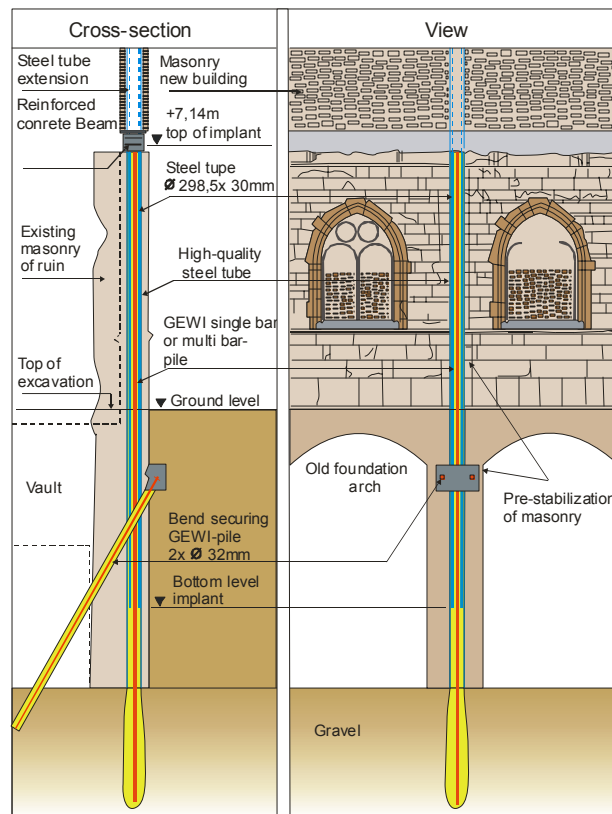 Cross-section
View
Steel tube
extension
Masonry
new building
Reinforced
conrete Beam
+7,14m
top of implant
Steel tupe
Ø 298,5x 30mm
Existing
masonry
of ruin
High-quality
steel tube
GEWI single bar
or multi bar-
pile
Top of
excavation
Ground level
Vault
Old foundation
arch
Pre-stabilization
of masonry
Bend securing
GEWI-pile
2x Ø 32mm
Bottom level
implant
Gravel